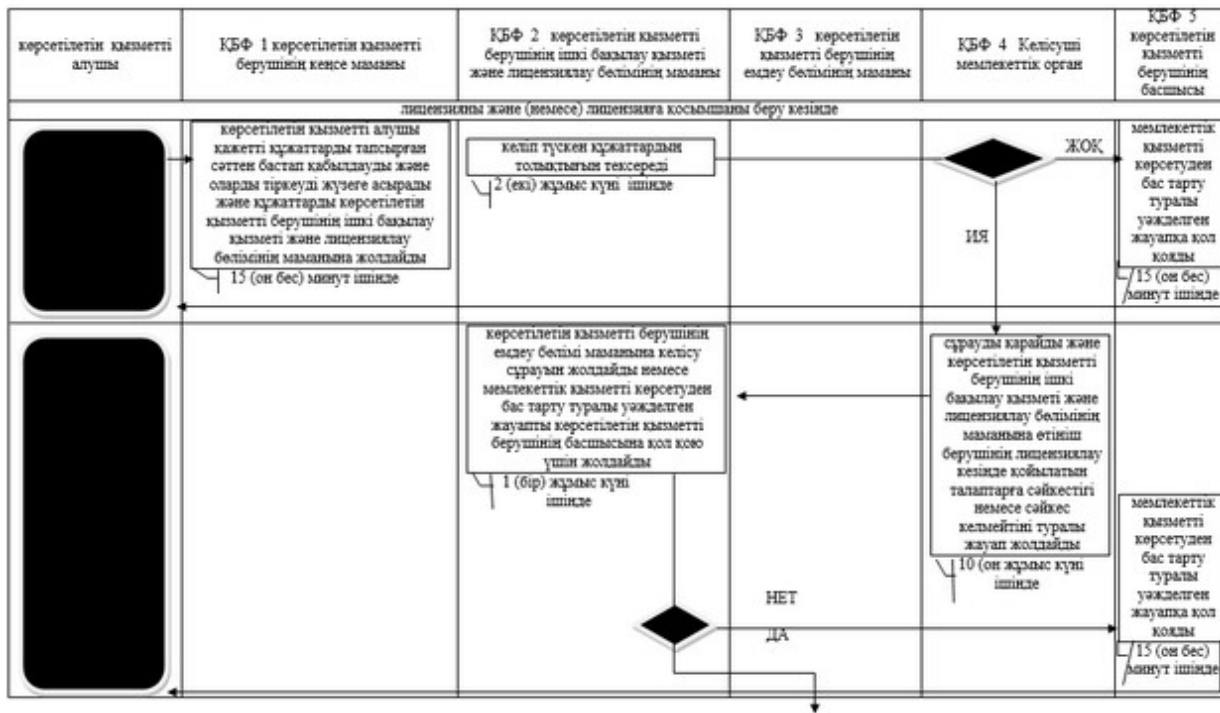 көрсетілетін қызметті
алушы
ҚБФ 1 көрсетілетін қызметті
берушінің кеңсе маманы
ҚБФ 2 көрсетілетін қызметті
берушінің ішкі бақылау қызметі
және лицензиялау бөлімінің маманы
ҚБФ 3 көрсетілетін
қызметті берушінің
емдеу бөлімінің маманы
ҚБФ 4 Келісуші
мемлекеттік орган
ҚБФ 5
көрсетілетін
қызметті
берушінің
басшысы
лицензияны және (немесе) лицензияға қосымшаны беру кезінде
көрсетілетін қызметті алушы
қажетті құжаттарды тапсырған
сәттен бастап қабылдауды және
оларды тіркеуді жүзеге асырады
және құжаттарды көрсетілетін
қызметті берушінің ішкі бақылау
қызметі және лицензиялау
бөлімінің маманына жолдайды
15 (он бес) минут ішінде
келіп түскен құжаттардың
толықтығын тексереді
2 (екі) жұмыс күні ішінде
ЖОҚ
ИЯ
мемлекеттік
қызметті
көрсетуден
бас тарту
туралы
уәжделген
жауапқа қол
қояды
15 (он бес)
минут ішінде
көрсетілетін қызметті берушінің
емдеу бөлімі маманына келісу
сұрауын жолдайды немесе
мемлекеттік қызметті көрсетуден
бас тарту туралы уәжделген
жауапты көрсетілетін қызметті
берушінің басшысына қол қою
үшін жолдайды
1 (бір) жұмыс күні
ішінде
сұрауды қарайды және
көрсетілетін қызметті
берушінің ішкі
бақылау қызметі және
лицензиялау бөлімінің
маманына өтініш
берушінің лицензиялау
кезінде қойылатын
талаптарға сәйкестігі
немесе сәйкес
келмейтіні туралы
жауап жолдайды
10 (он жұмыс күні
ішінде
НЕТ
ДА
мемлекеттік
қызметті
көрсетуден
бас тарту
туралы
уәжделген
жауапқа қол
қояды
15 (он бес)
минут ішінде